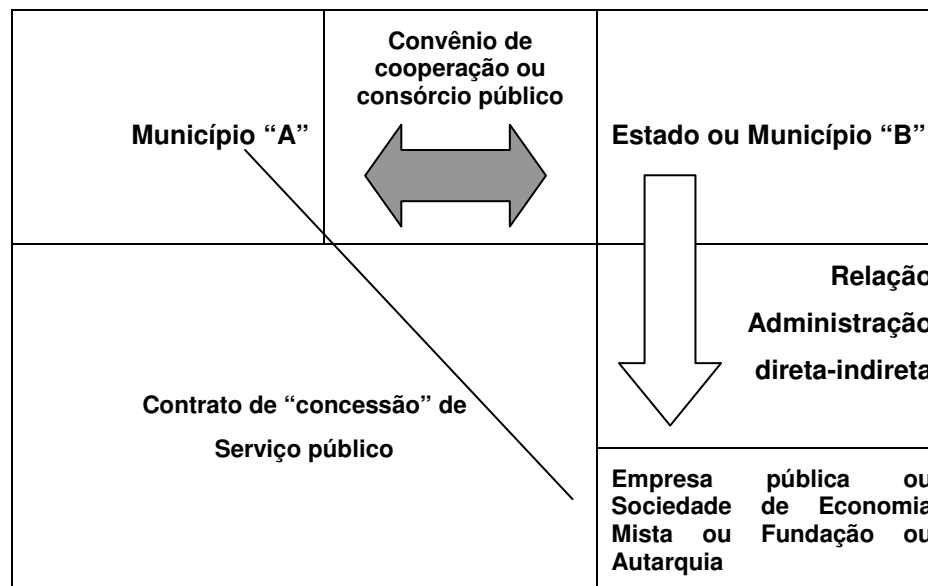 Convênio de
cooperação ou
consórcio público
Município “A”
Estado ou Município “B”
Relação
Administração
direta-indireta
Contrato de “concessão” de
Serviço público
Empresa pública ou
Sociedade de Economia
Mista ou Fundação ou
Autarquia